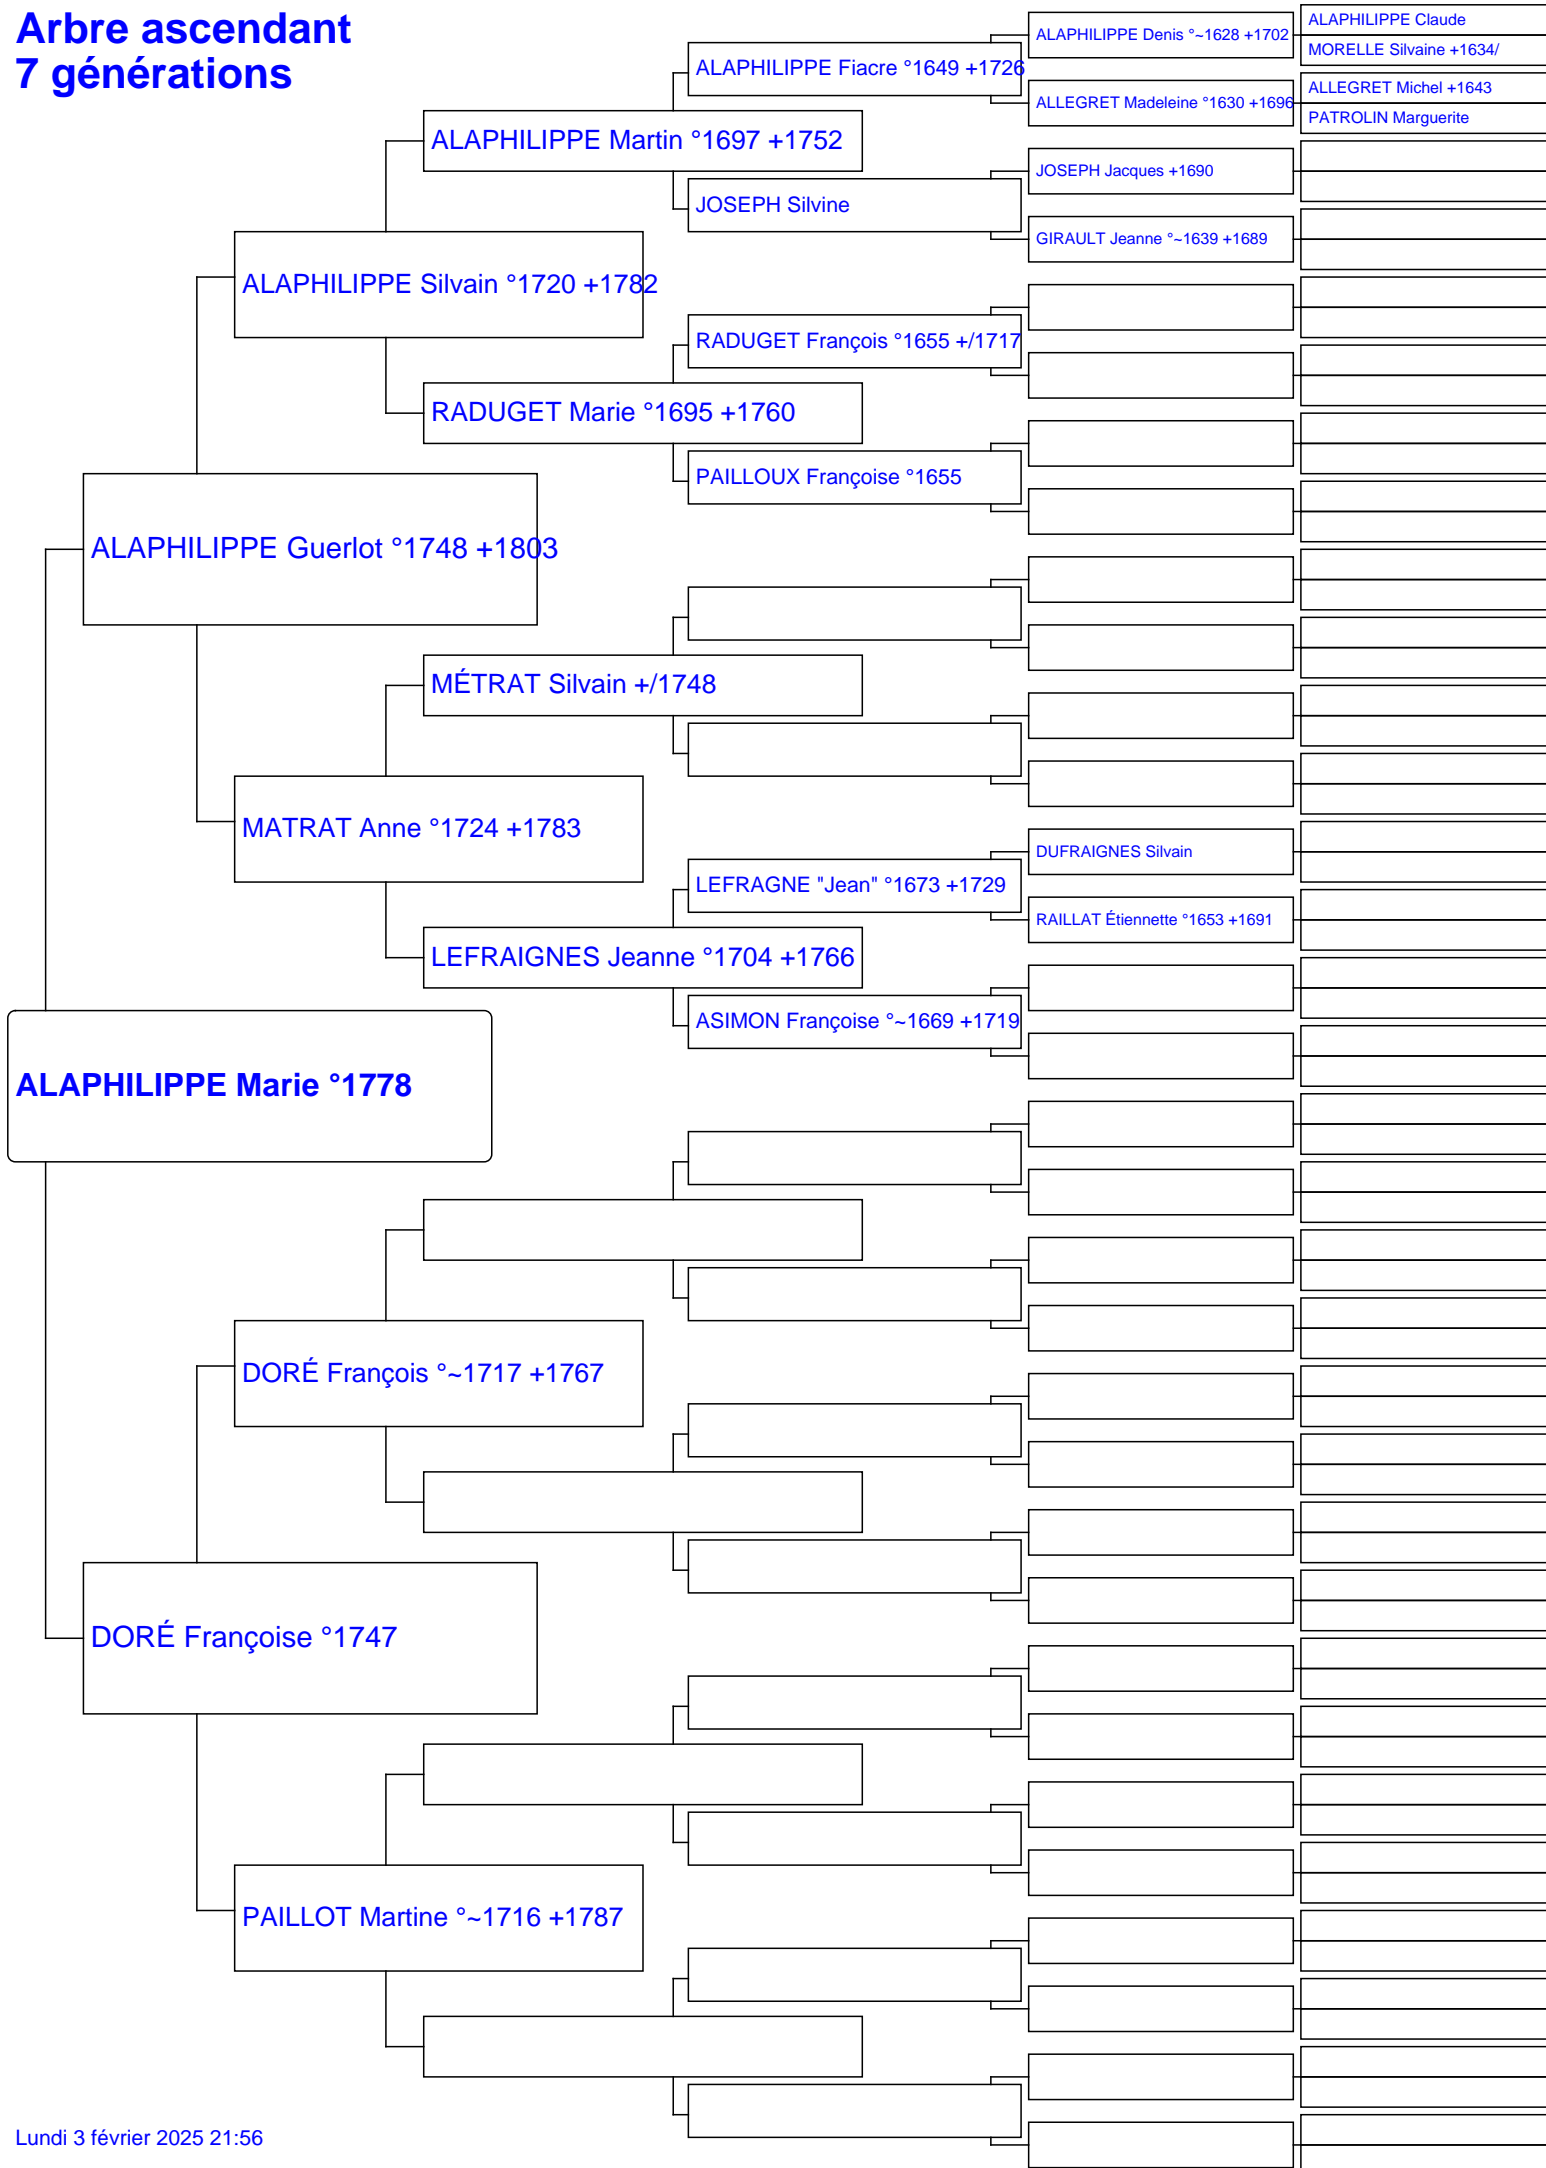 Arbre ascendant
7 générations
ALAPHILIPPE Claude
ALAPHILIPPE Denis °~1628 +1702
MORELLE Silvaine +1634/
ALAPHILIPPE Fiacre °1649 +1726
ALLEGRET Michel +1643
ALLEGRET Madeleine °1630 +1696
PATROLIN Marguerite
ALAPHILIPPE Martin °1697 +1752
JOSEPH Jacques +1690
JOSEPH Silvine
GIRAULT Jeanne °~1639 +1689
ALAPHILIPPE Silvain °1720 +1782
RADUGET François °1655 +/1717
RADUGET Marie °1695 +1760
PAILLOUX Françoise °1655
ALAPHILIPPE Guerlot °1748 +1803
MÉTRAT Silvain +/1748
MATRAT Anne °1724 +1783
DUFRAIGNES Silvain
LEFRAGNE "Jean" °1673 +1729
RAILLAT Étiennette °1653 +1691
LEFRAIGNES Jeanne °1704 +1766
ASIMON Françoise °~1669 +1719
ALAPHILIPPE Marie °1778
DORÉ François °~1717 +1767
DORÉ Françoise °1747
PAILLOT Martine °~1716 +1787
Lundi 3 février 2025 21:56